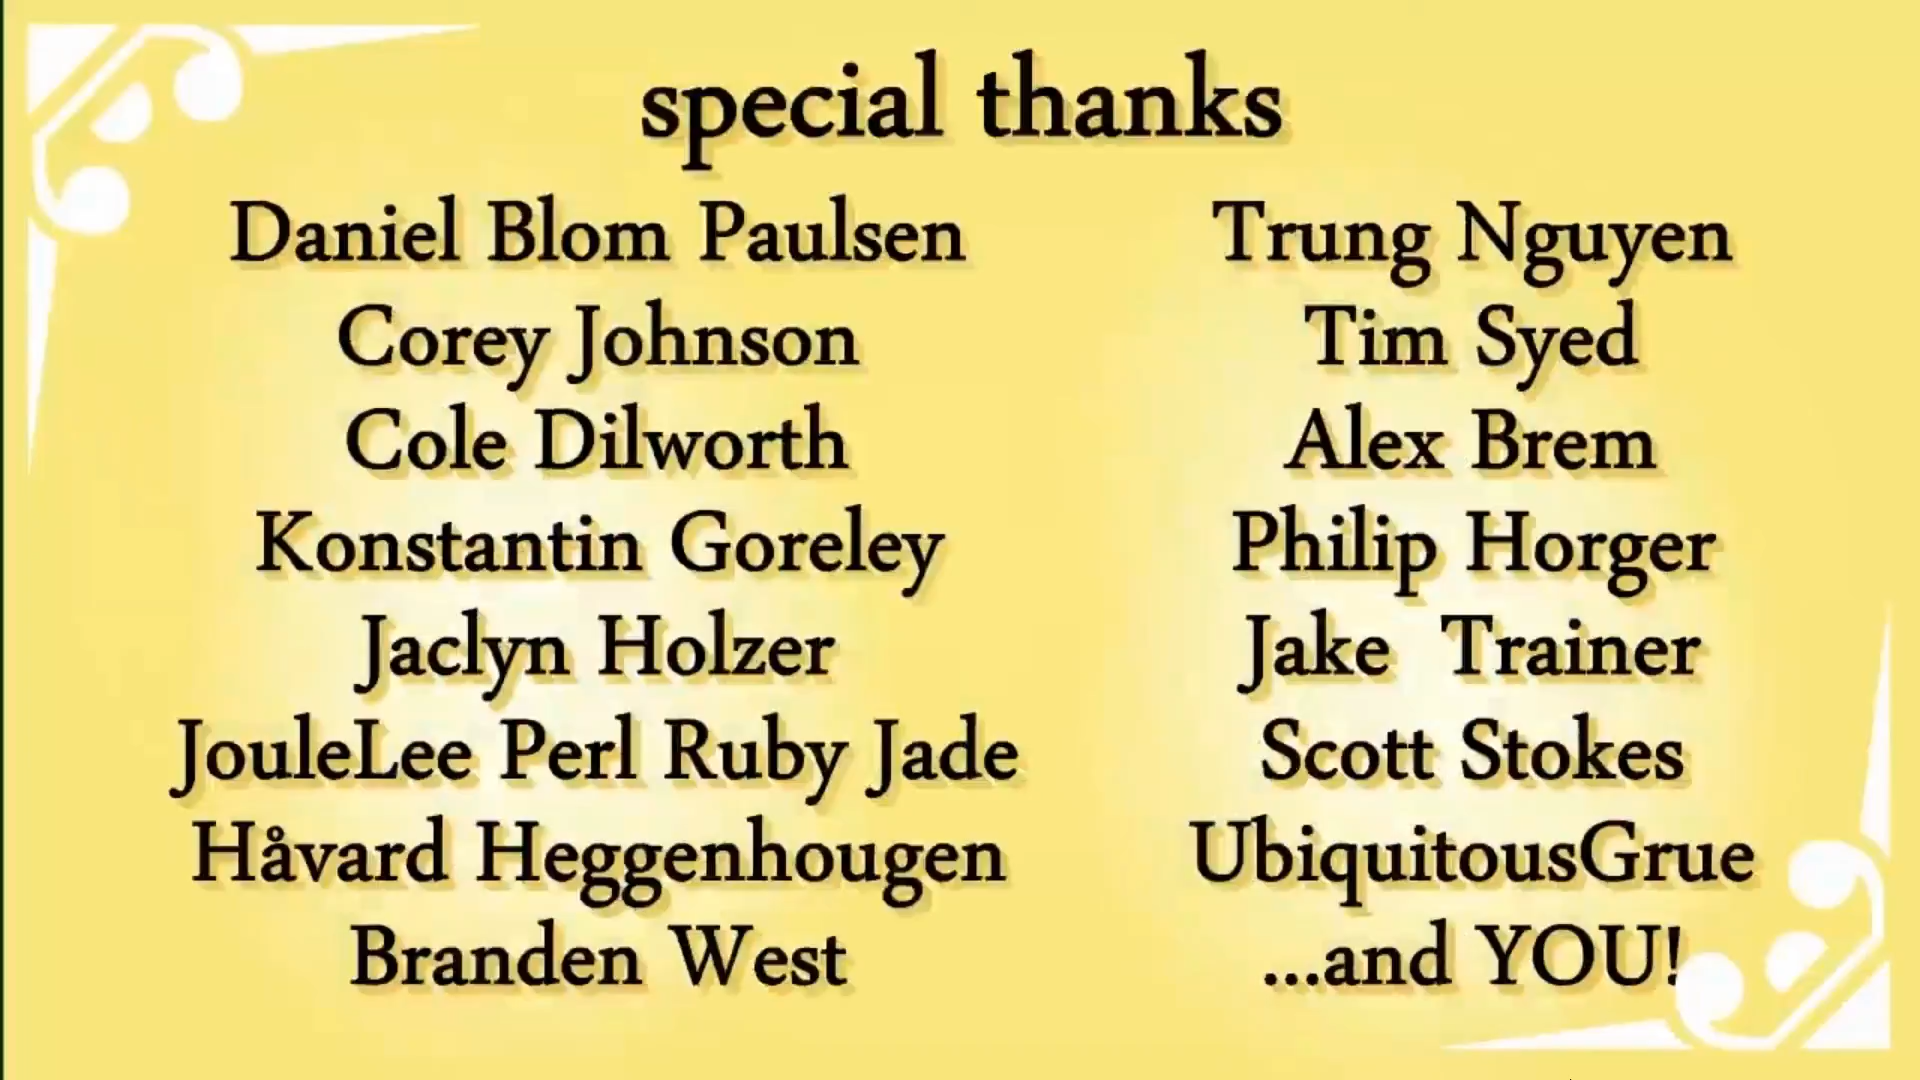 special thanks
Daniel Blom Paulsen
Corey Johnson
Cole Dilworth
Konstantin Goreley
Jaclyn Holzer
JouleLee Perl Ruby Jade
Håvard Heggenhougen
Branden West
Trung Nguyen
Tim Syed
Alex Brem
Philip Horger
Jake  Trainer
Scott Stokes
UbiquitousGrue
...and YOU!